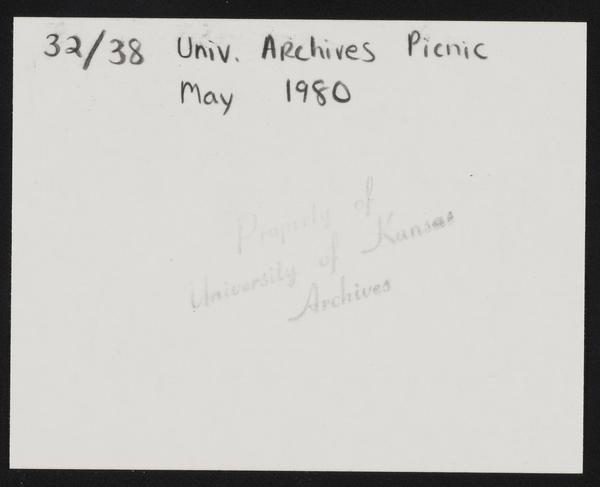 32/38 Univ. Archives Picnic
May 1980
Property of
University of Kansas
Archives